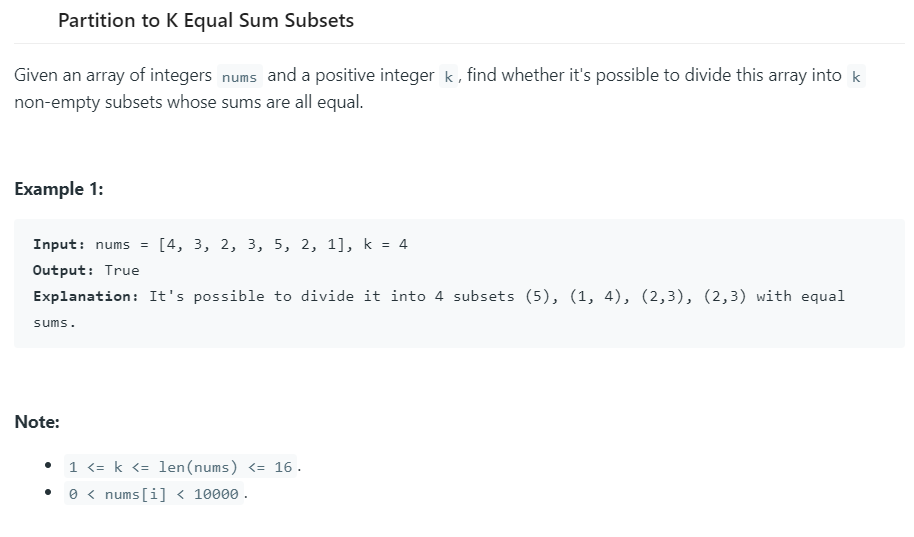 Partition to K Equal Sum Subsets
Given an array of integers nums and a positive integer k, find whether it's possible to divide this array into k
non-empty subsets whose sums are all equal.
Example 1:
Input: nums = [4, 3, 2, 3, 5, 2, 1], k = 4
Output: True
Explanation: It's possible to divide it into 4 subsets (5), (1, 4), (2,3), (2,3) with equal
sums.
Note:
• 1 <= k <= len(nums) <= 16.
• 0 < nums[i] < 10000.